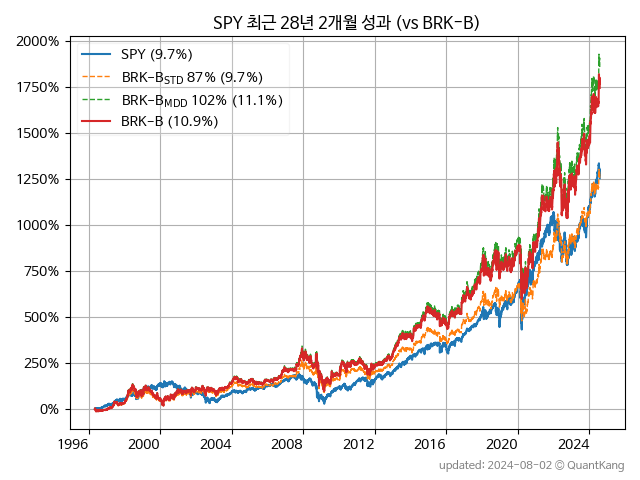 SPY 최근 28년 2개월 성과 (vs BRK-B)
2000%
1750%
1500%
1250%
1000%
750%
500%
250%
0%
SPY (9.7%)
BRK-BSTD 87% (9.7%)
BRK-BMDD 102% (11.1%)
BRK-B (10.9%)
1996 2000 2004 2008 2012 2016 2020 2024
updated: 2024-08-02 © QuantKang